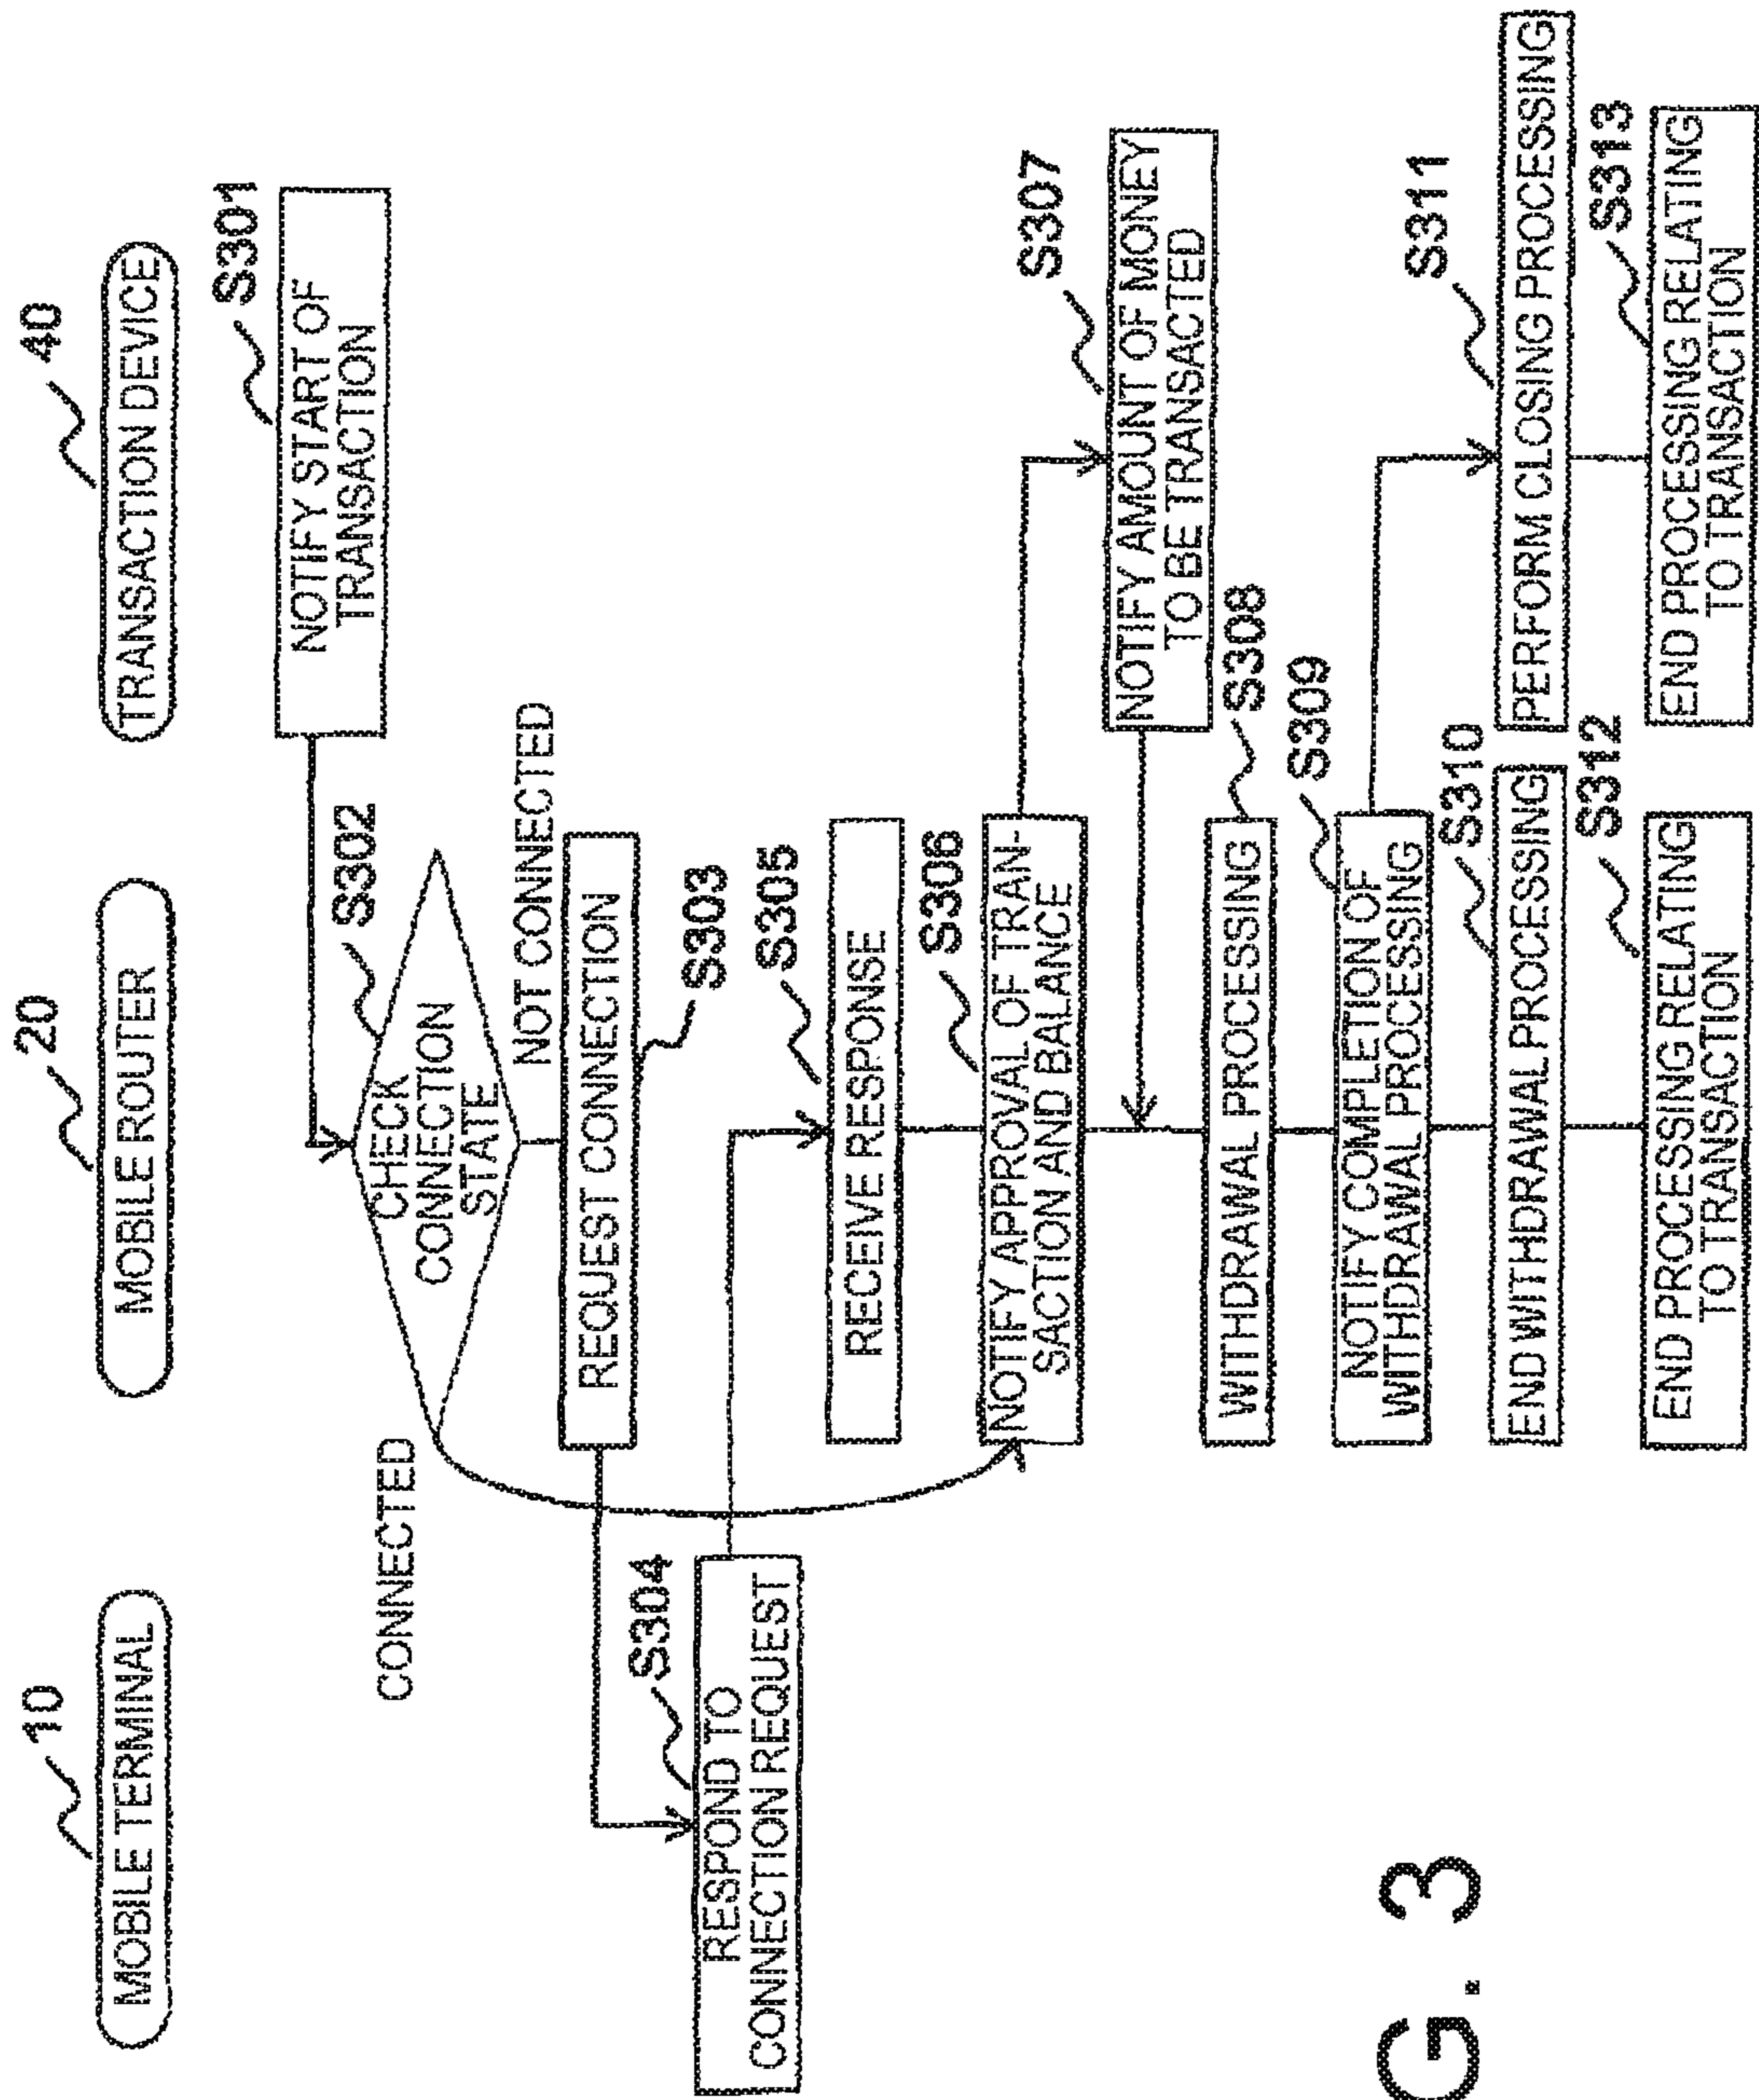 10
MOBILE TERMINAL
20
MOBILE ROUTER
40
TRANSACTION DEVICE
S301
NOTIFY START OF
TRANSACTION
S302
CHECK
CONNECTION
STATE
CONNECTED
NOT CONNECTED
REQUEST CONNECTION
S303
S304
RESPOND TO
CONNECTION REQUEST
S305
RECEIVE RESPONSE
S306
NOTIFY APPROVAL OF TRAN-
SACTION AND BALANCE
S307
NOTIFY AMOUNT OF MONEY
TO BE TRANSACTED
S308
WITHDRAWAL PROCESSING
S309
NOTIFY COMPLETION OF
WITHDRAWAL PROCESSING
S310
END WITHDRAWAL PROCESSING
S311
PERFORM CLOSING PROCESSING
S312
END PROCESSING RELATING
TO TRANSACTION
S313
END PROCESSING RELATING
TO TRANSACTION
G. 3